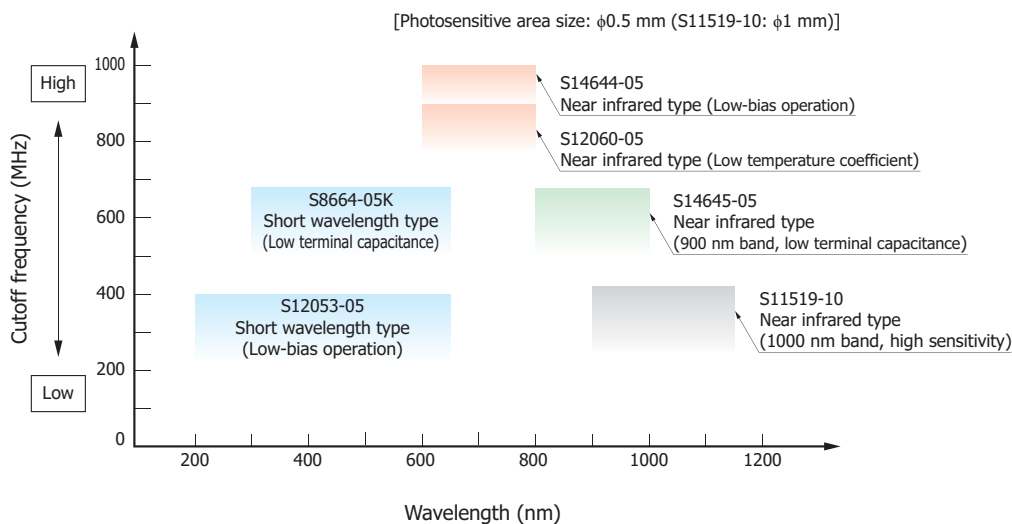 [Photosensitive area size: ϕ0.5 mm (S11519-10: ϕ1 mm)]
High
Low
Cutoff frequency (MHz)
1000
800
600
400
200
0
S14644-05
Near infrared type (Low-bias operation)
S12060-05
Near infrared type (Low temperature coefficient)
S8664-05K
Short wavelength type
(Low terminal capacitance)
S14645-05
Near infrared type
(900 nm band, low terminal capacitance)
S12053-05
Short wavelength type
(Low-bias operation)
S11519-10
Near infrared type
(1000 nm band, high sensitivity)
200 400 600 800 1000 1200
Wavelength (nm)